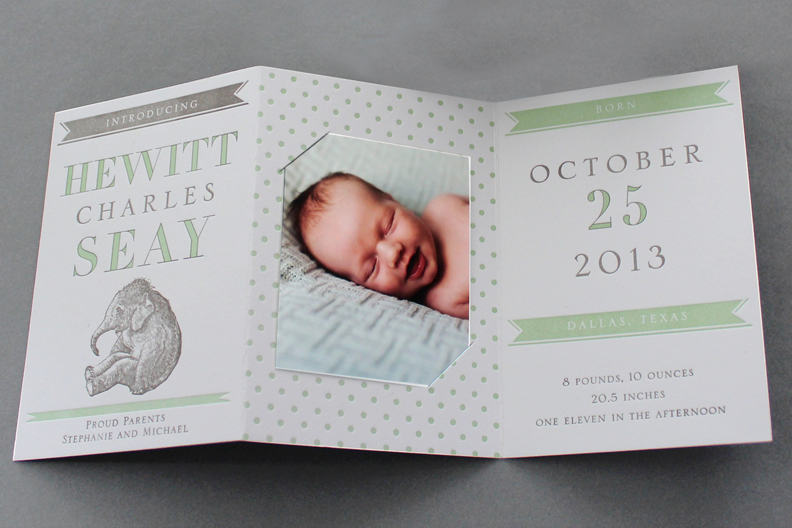 INTRODUCING
HEWITT
CHARLES
SEAY
PROUD PARENTS
STEPHANIE AND MICHAEL
BORN
OCTOBER
25
2013
DALLAS, TEXAS
8 POUNDS, 10 OUNCES
20.5 INCHES
ONE ELEVEN IN THE AFTERNOON